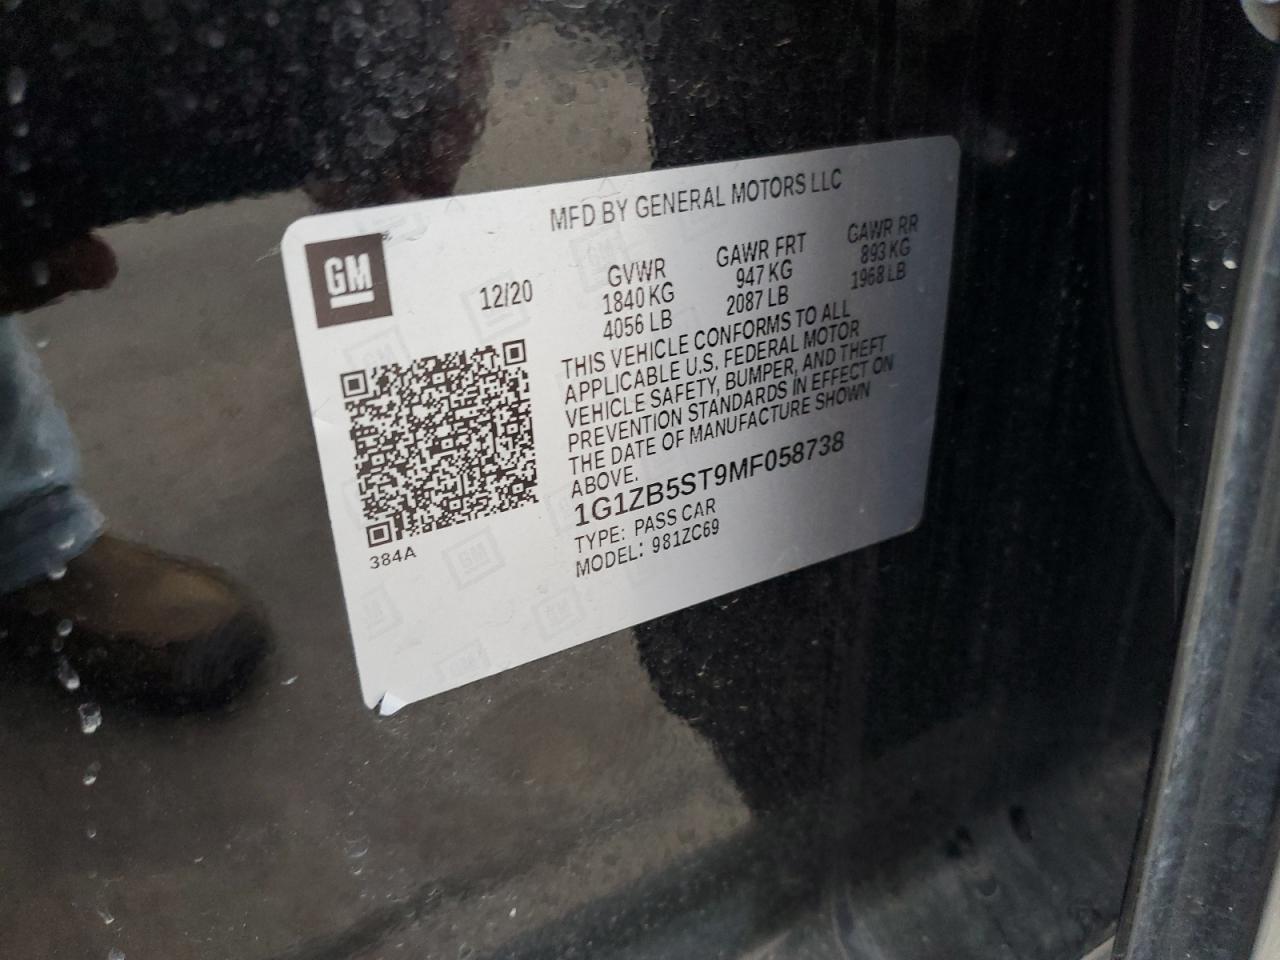 MFD BY GENERAL MOTORS LLC
GM
12/20
GVWR
1840 KG
4056 LB
GAWR FRT
947 KG
2087 LB
GAWR RR
893 KG
1968 LB
THIS VEHICLE CONFORMS TO ALL
APPLICABLE U.S. FEDERAL MOTOR
VEHICLE SAFETY, BUMPER, AND THEFT
PREVENTION STANDARDS IN EFFECT ON
THE DATE OF MANUFACTURE SHOWN
ABOVE.
1G1ZB5ST9MF058738
TYPE: PASS CAR
MODEL: 981ZC69
384A